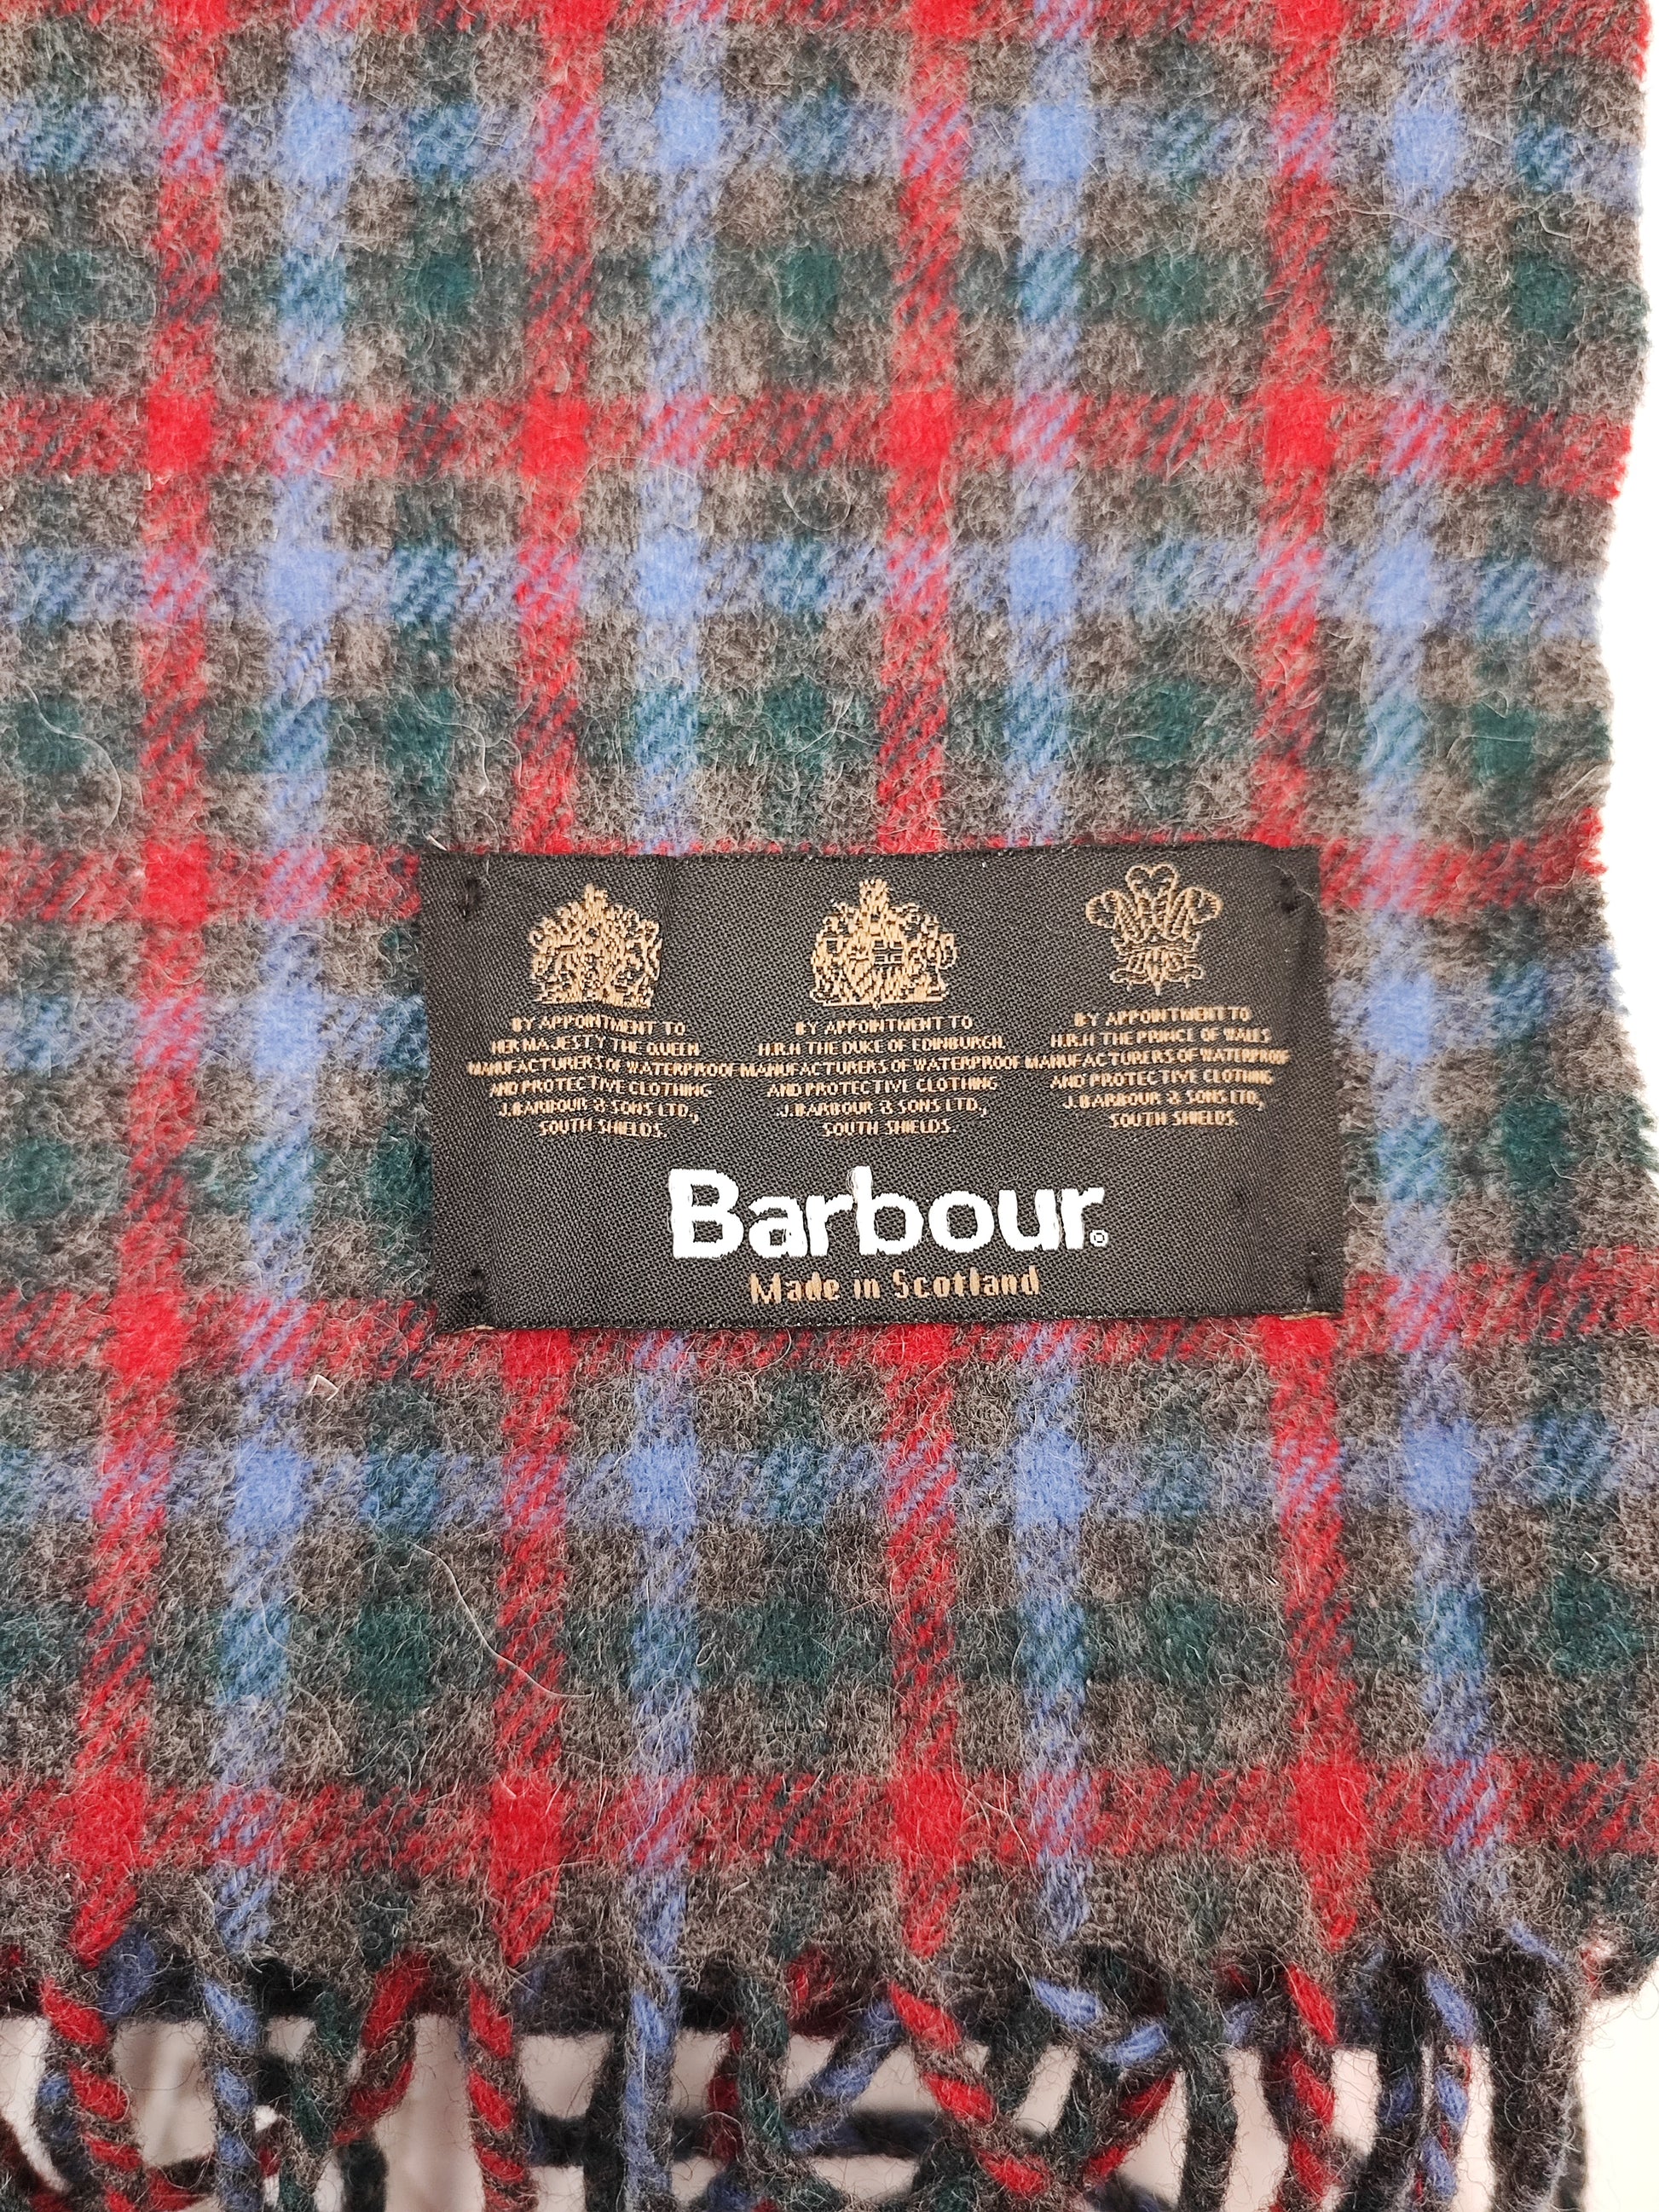 BY APPOINTMENT TO
HER MAJESTY THE QUEEN
MANUFACTURERS OF WATERPROOF
AND PROTECTIVE CLOTHING
J. BARBOUR & SONS LTD.,
SOUTH SHIELDS.
BY APPOINTMENT TO
H.R.H THE DUKE OF EDINBURGH.
MANUFACTURERS OF WATERPROOF
AND PROTECTIVE CLOTHING
J. BARBOUR & SONS LTD.,
SOUTH SHIELDS.
BY APPOINTMENT TO
H.R.H THE PRINCE OF WALES
MANUFACTURERS OF WATERPROOF
AND PROTECTIVE CLOTHING
J. BARBOUR & SONS LTD,
SOUTH SHIELDS.
Barbour®
Made in Scotland